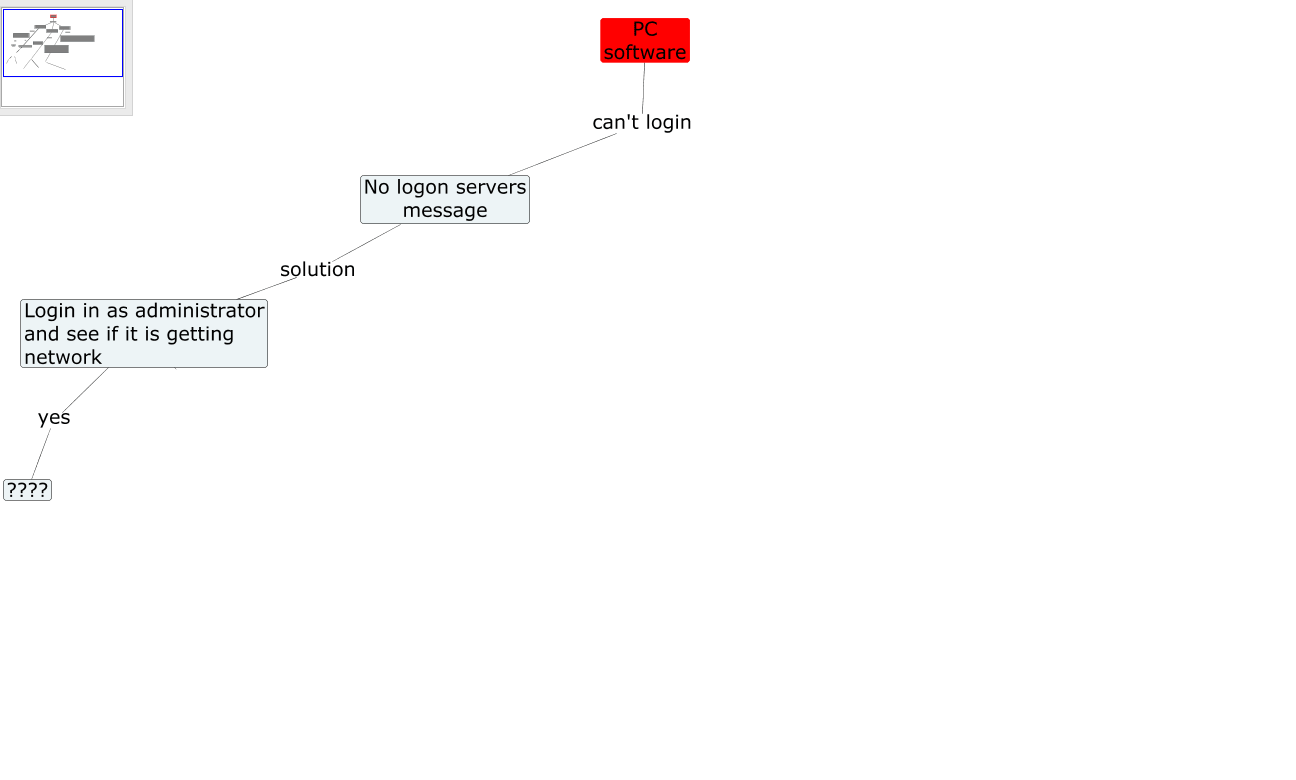 PC
software
can't login
No logon servers
message
solution
Login in as administrator
and see if it is getting
network
yes
????